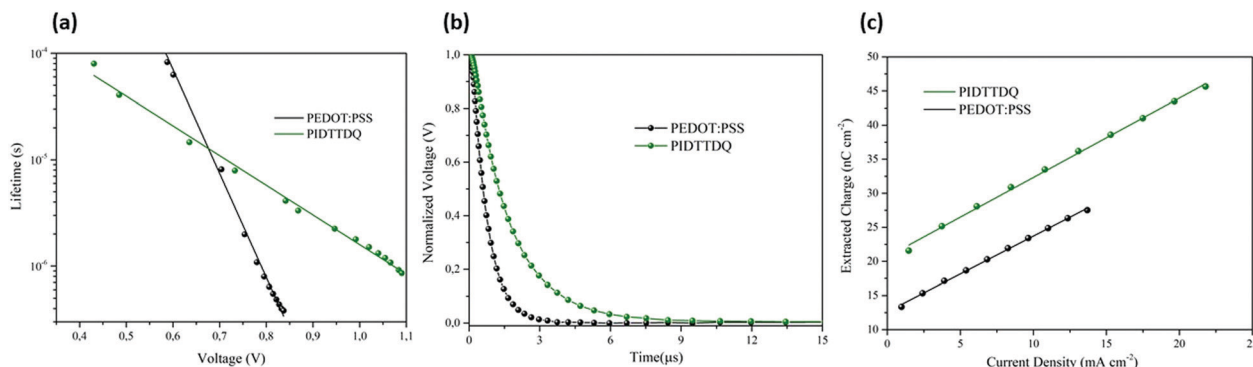 (a)
10⁻⁴
10⁻⁵
10⁻⁶
Lifetime (s)
PEDOT:PSS
PIDTTDQ
0,4 0,5 0,6 0,7 0,8 0,9 1,0 1,1
Voltage (V)
(b)
1,0
0,8
0,6
0,4
0,2
0,0
Normalized Voltage (V)
PEDOT:PSS
PIDTTDQ
0 3 6 9 12 15
Time(μs)
(c)
50
45
40
35
30
25
20
15
10
Extracted Charge (nC cm⁻²)
PIDTTDQ
PEDOT:PSS
0 5 10 15 20 2
Current Density (mA cm⁻²)